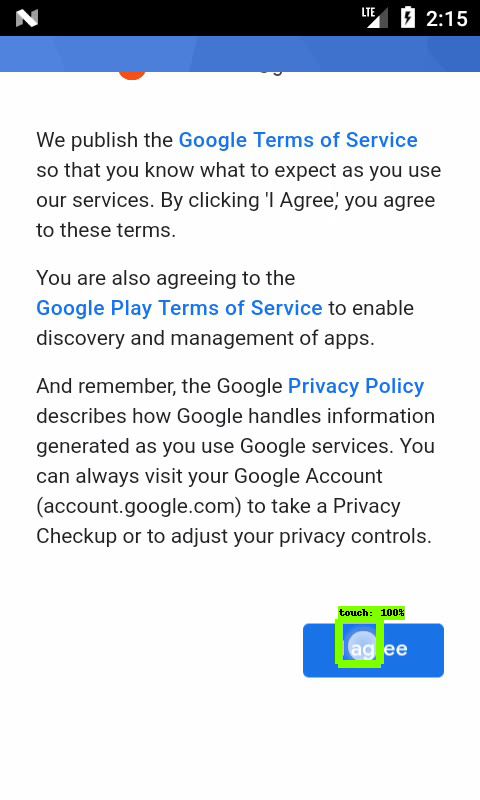 LTE 2:15
We publish the Google Terms of Service
so that you know what to expect as you use
our services. By clicking 'I Agree,' you agree
to these terms.
You are also agreeing to the
Google Play Terms of Service to enable
discovery and management of apps.
And remember, the Google Privacy Policy
describes how Google handles information
generated as you use Google services. You
can always visit your Google Account
(account.google.com) to take a Privacy
Checkup or to adjust your privacy controls.
touch: 100%
I agree